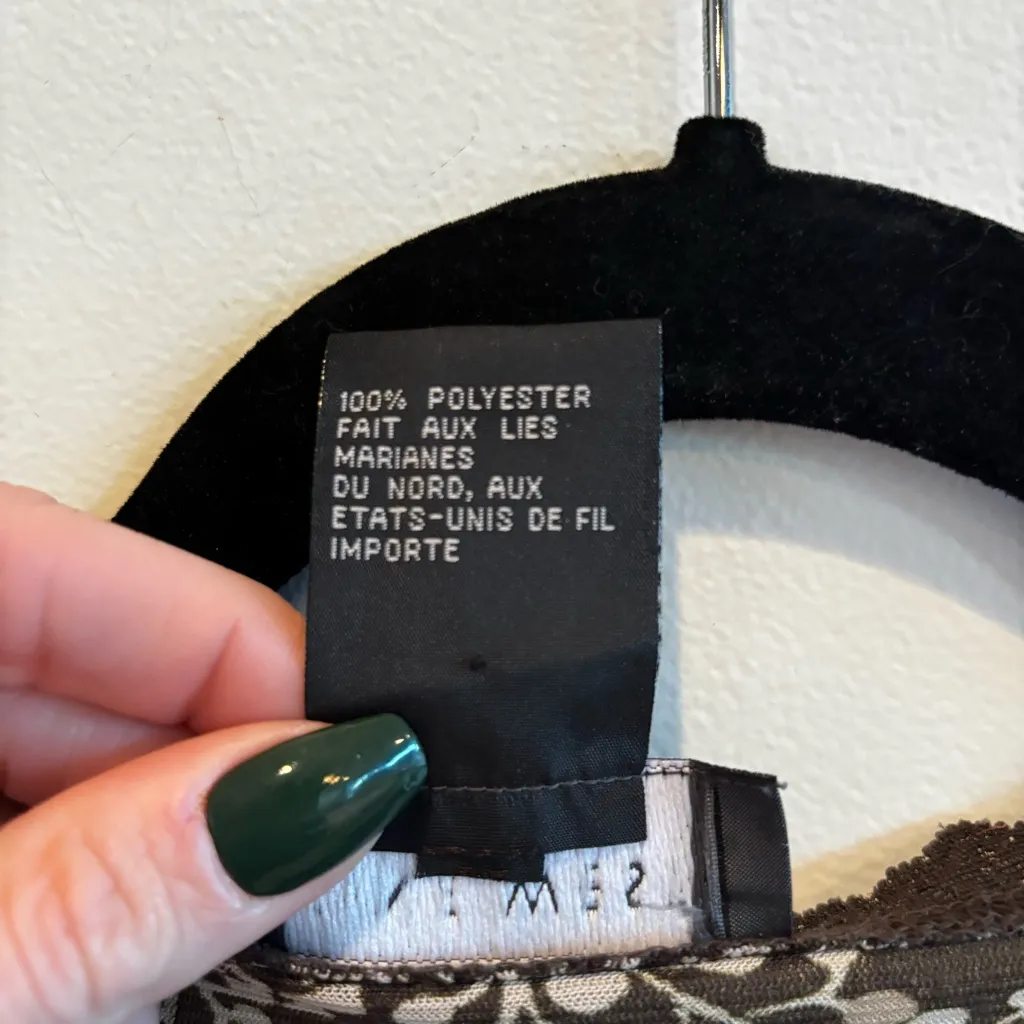 100% POLYESTER
FAIT AUX LIES
MARIANES
DU NORD, AUX
ETATS-UNIS DE FIL
IMPORTE